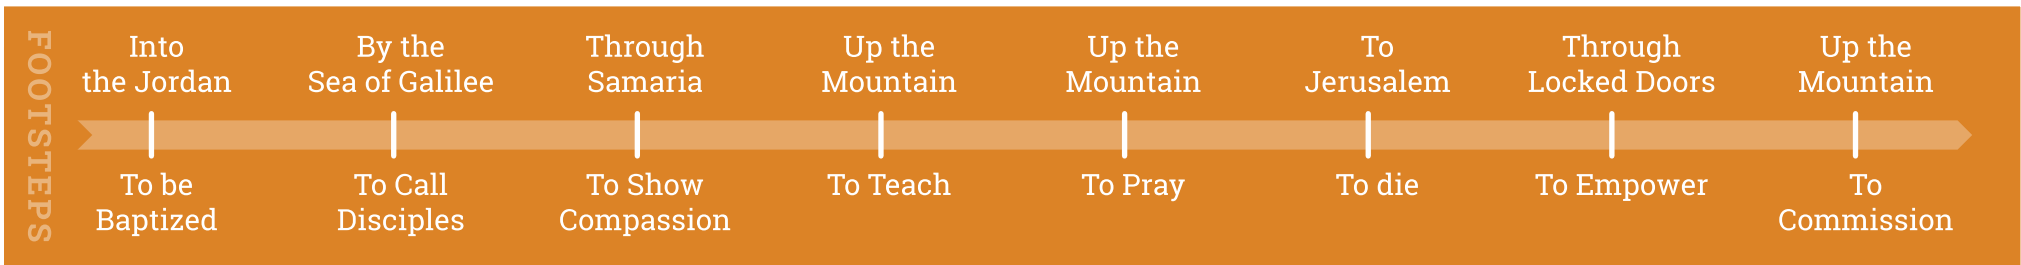 FOOTSTEPS
Into
the Jordan
To be
Baptized
By the
Sea of Galilee
To Call
Disciples
Through
Samaria
To Show
Compassion
Up the
Mountain
To Teach
Up the
Mountain
To Pray
To
Jerusalem
To die
Through
Locked Doors
To Empower
Up the
Mountain
To
Commission